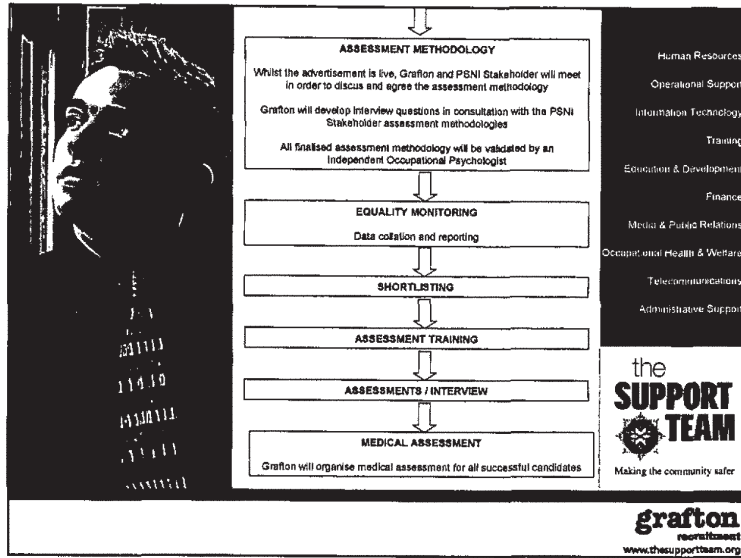 ASSESSMENT METHODOLOGY
Whilst the advertisement is live, Grafton and PSNI Stakeholder will meet
in order to discuss and agree the assessment methodology
Grafton will develop interview questions in consultation with the PSNI
Stakeholder assessment methodologies
All finalised assessment methodology will be validated by an
Independent Occupational Psychologist
EQUALITY MONITORING
Data collation and reporting
SHORTLISTING
ASSESSMENT TRAINING
ASSESSMENTS / INTERVIEW
MEDICAL ASSESSMENT
Grafton will organise medical assessment for all successful candidates
Human Resources
Operational Support
Information Technology
Training
Education & Development
Finance
Media & Public Relations
Occupational Health & Welfare
Telecommunications
Administrative Support
the
SUPPORT
TEAM
Making the community safer
grafton
recruitment
www.thesupportteam.org